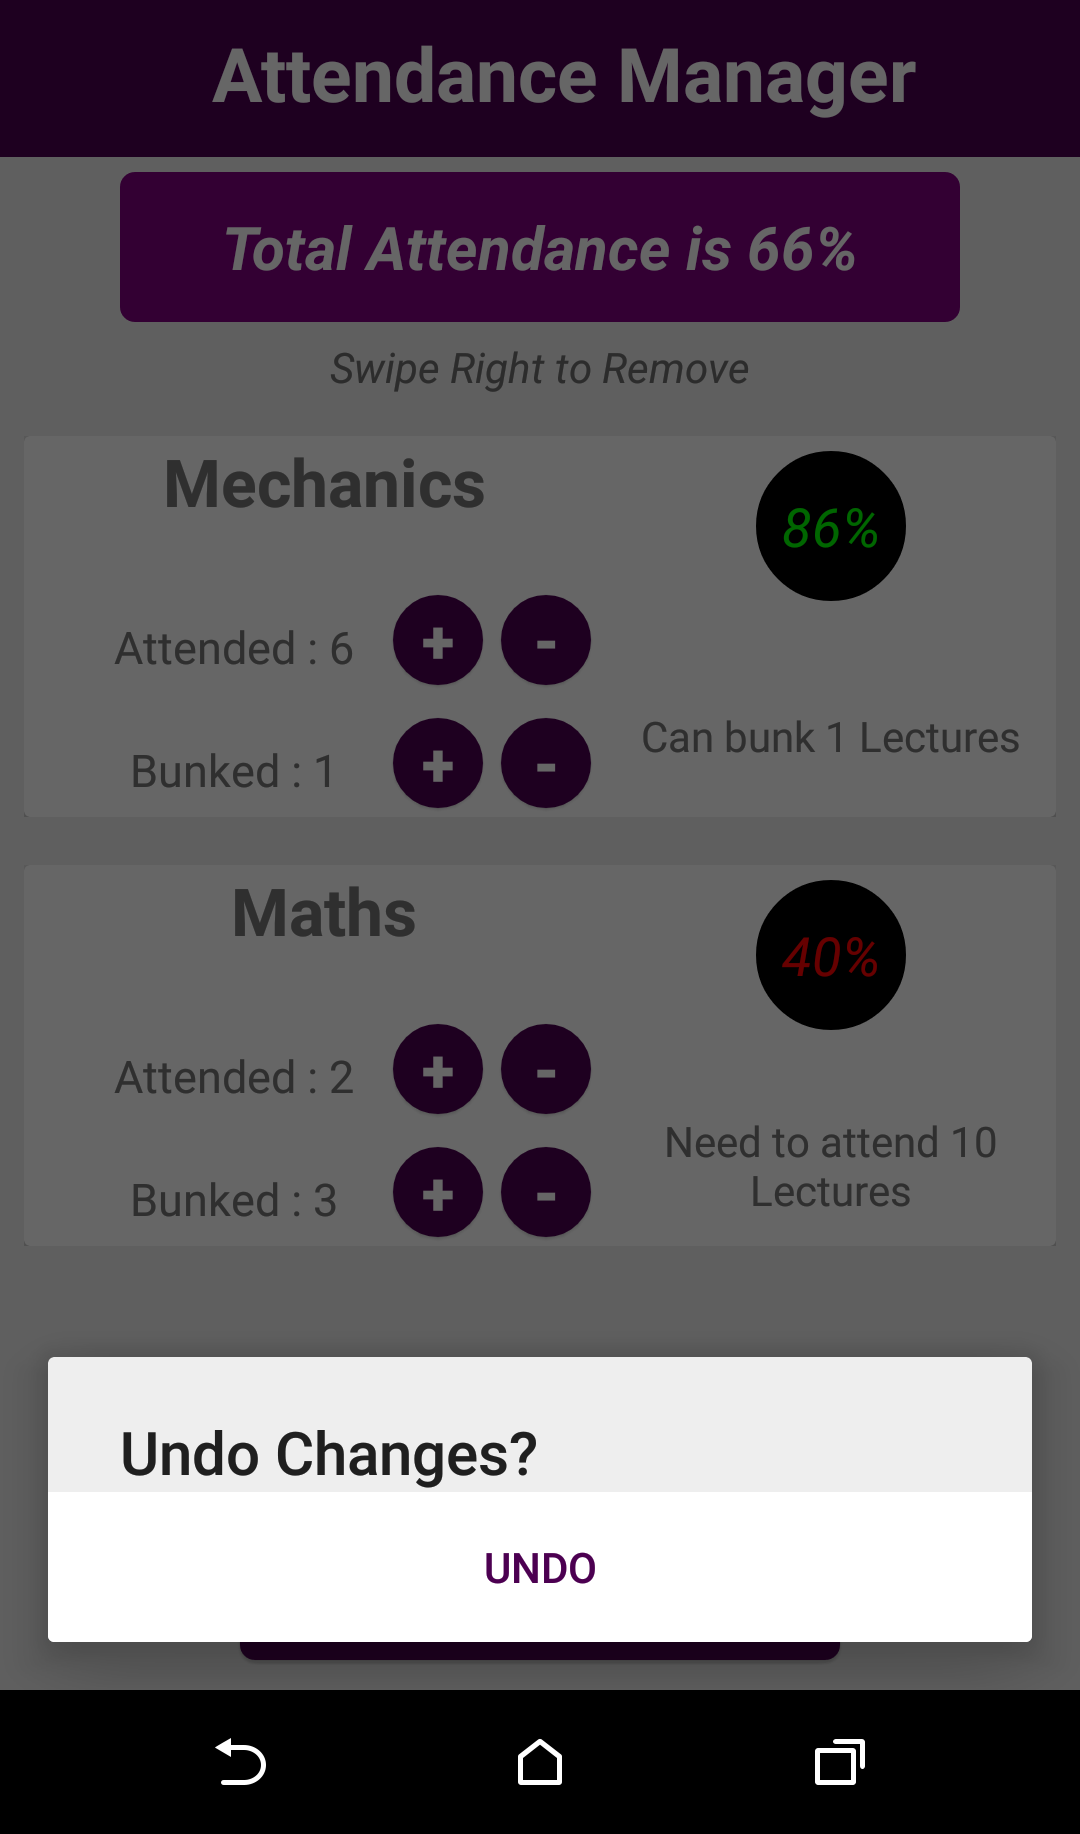 Attendance Manager
Total Attendance is 66%
Swipe Right to Remove
Mechanics
86%
Attended : 6
+
-
Can bunk 1 Lectures
Bunked : 1
+
-
Maths
40%
Attended : 2
+
-
Need to attend 10
Lectures
Bunked : 3
+
-
Undo Changes?
UNDO